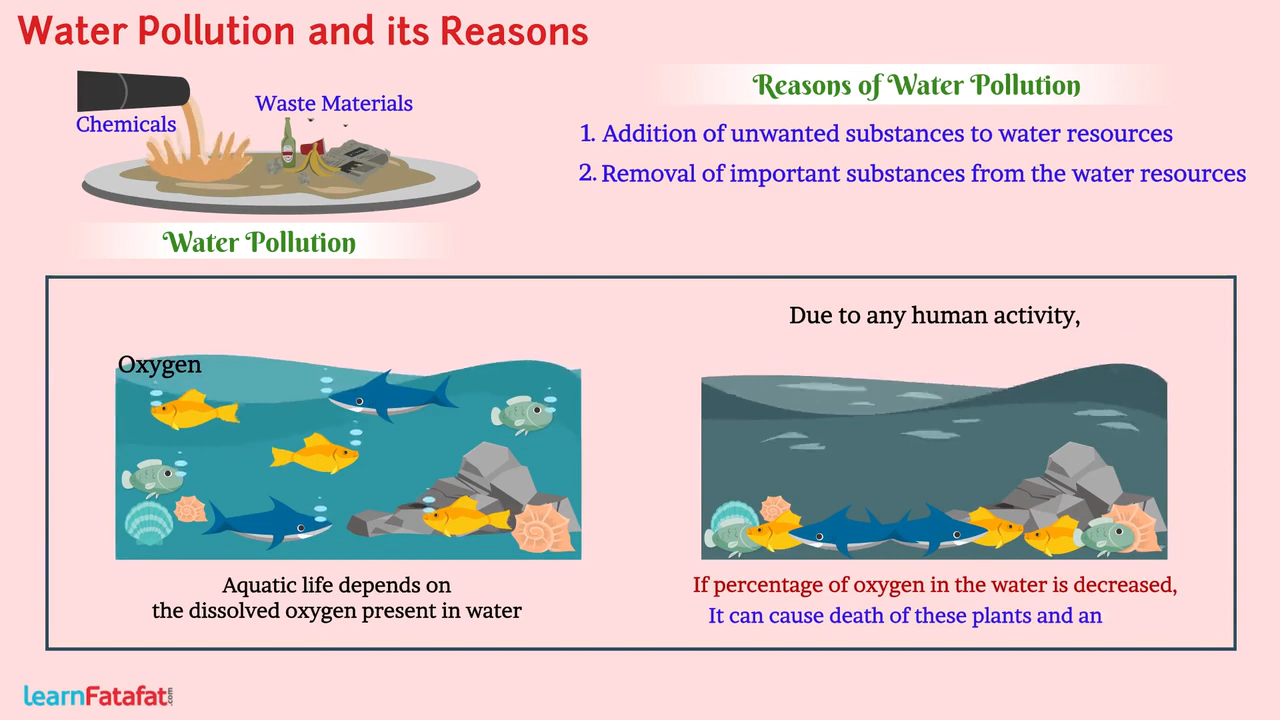 Water Pollution and its Reasons
Chemicals
Waste Materials
Water Pollution
Reasons of Water Pollution
1. Addition of unwanted substances to water resources
2. Removal of important substances from the water resources
Oxygen
Aquatic life depends on
the dissolved oxygen present in water
Due to any human activity,
If percentage of oxygen in the water is decreased,
It can cause death of these plants and an
learnFatafat.com